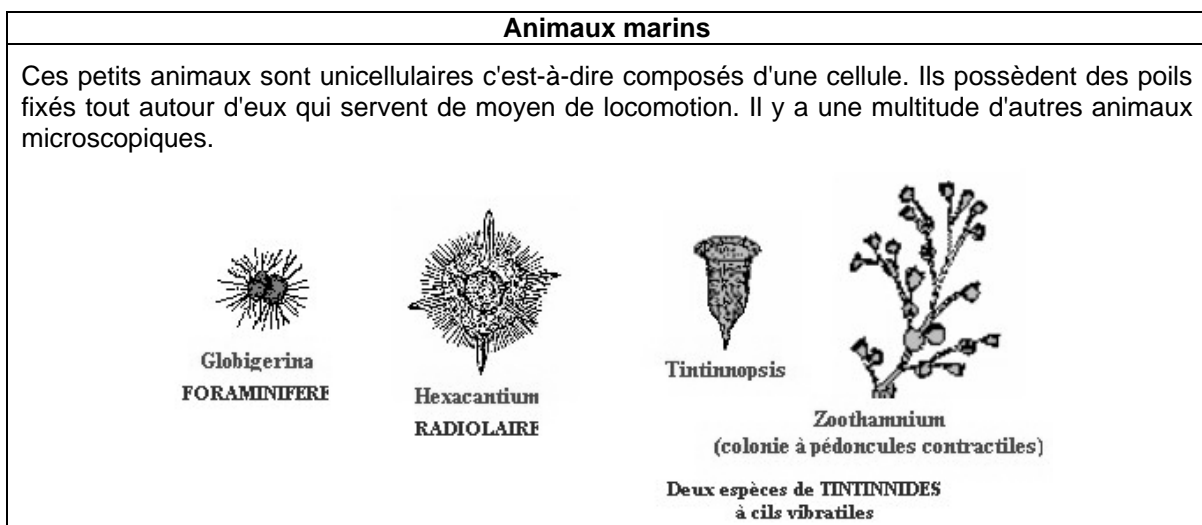 Animaux marins
Ces petits animaux sont unicellulaires c'est-à-dire composés d'une cellule. Ils possèdent des poils
fixés tout autour d'eux qui servent de moyen de locomotion. Il y a une multitude d'autres animaux
microscopiques.
Globigerina
FORAMINIFERE
Hexacantium
RADIOLAIRE
Tintinnopsis
Zoothamnium
(colonie à pédoncules contractiles)
Deux espèces de TINTINNIDES
à cils vibratiles